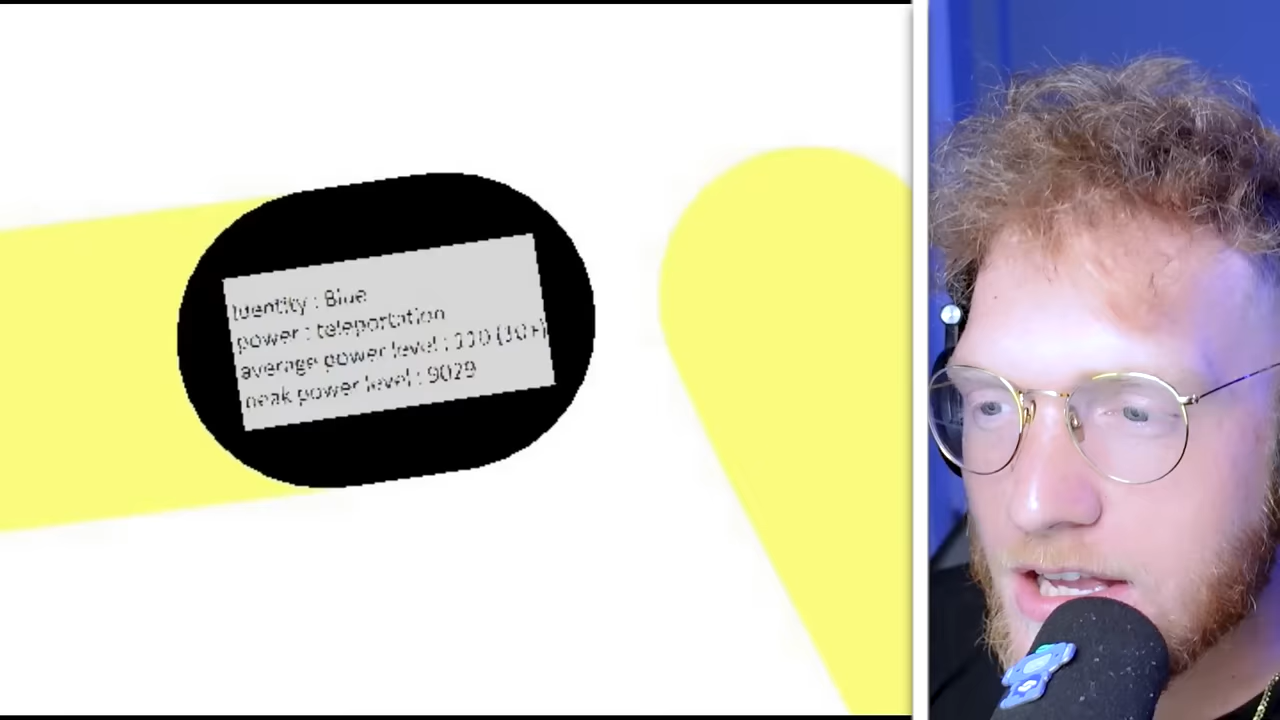 Identity : Blue
power : teleportation
average power level :
peak power level : 9029